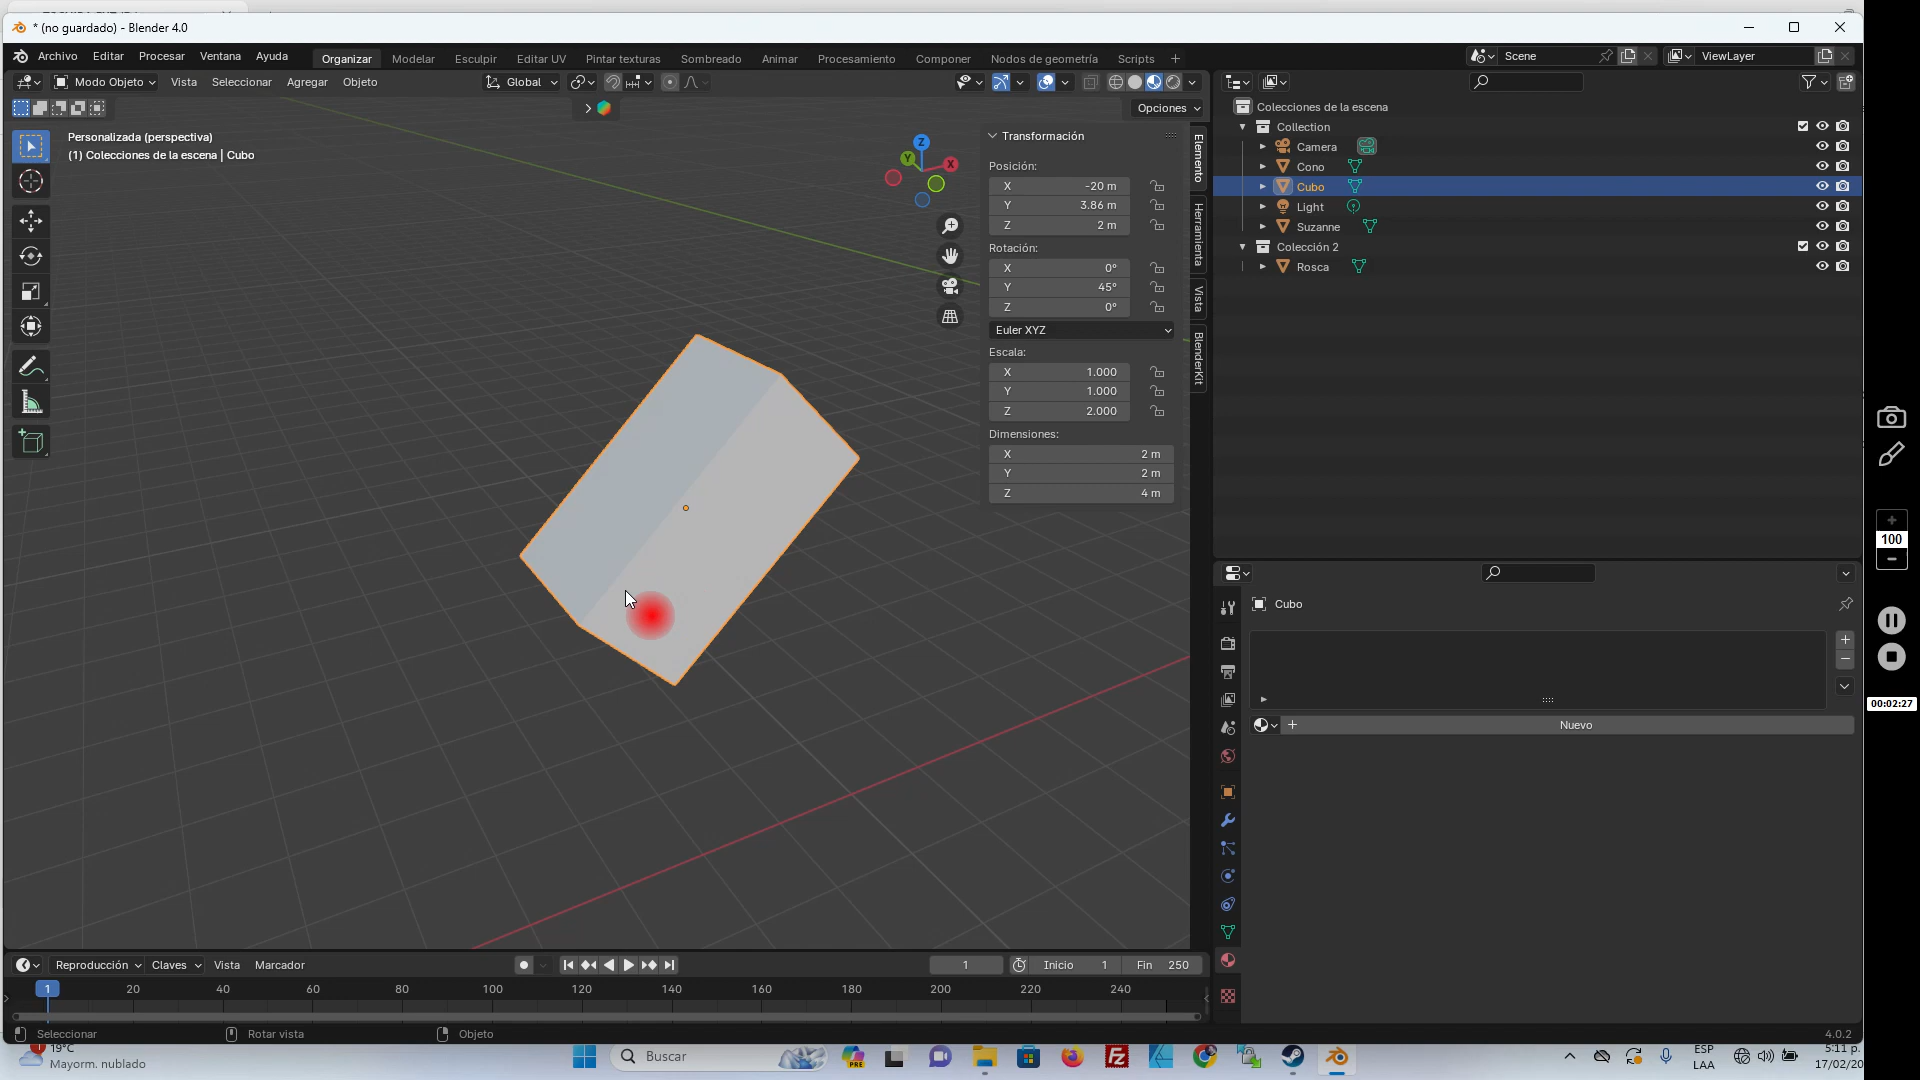 * (no guardado) - Blender 4.0
Archivo Editar Procesar Ventana Ayuda
Organizar Modelar Esculpir Editar UV Pintar texturas Sombreado Animar Procesamiento Componer Nodos de geometría Scripts +
Scene
ViewLayer
Modo Objeto Vista Seleccionar Agregar Objeto
Global
Opciones
Personalizada (perspectiva)
(1) Colecciones de la escena | Cubo
Z
Y
X
Transformación
Posición:
X -20 m
Y 3.86 m
Z 2 m
Rotación:
X 0°
Y 45°
Z 0°
Euler XYZ
Escala:
X 1.000
Y 1.000
Z 2.000
Dimensiones:
X 2 m
Y 2 m
Z 4 m
Elemento
Herramienta
Vista
BlenderKit
Colecciones de la escena
Collection
Camera
Cono
Cubo
Light
Suzanne
Colección 2
Rosca
Cubo
+ Nuevo
100
00:02:27
Reproducción Claves Vista Marcador
1
Inicio 1
Fin 250
1 20 40 60 80 100 120 140 160 180 200 220 240
Seleccionar Rotar vista Objeto
4.0.2
19°C
Mayorm. nublado
Buscar
PRE
ESP
LAA
5:11 p.
17/02/20